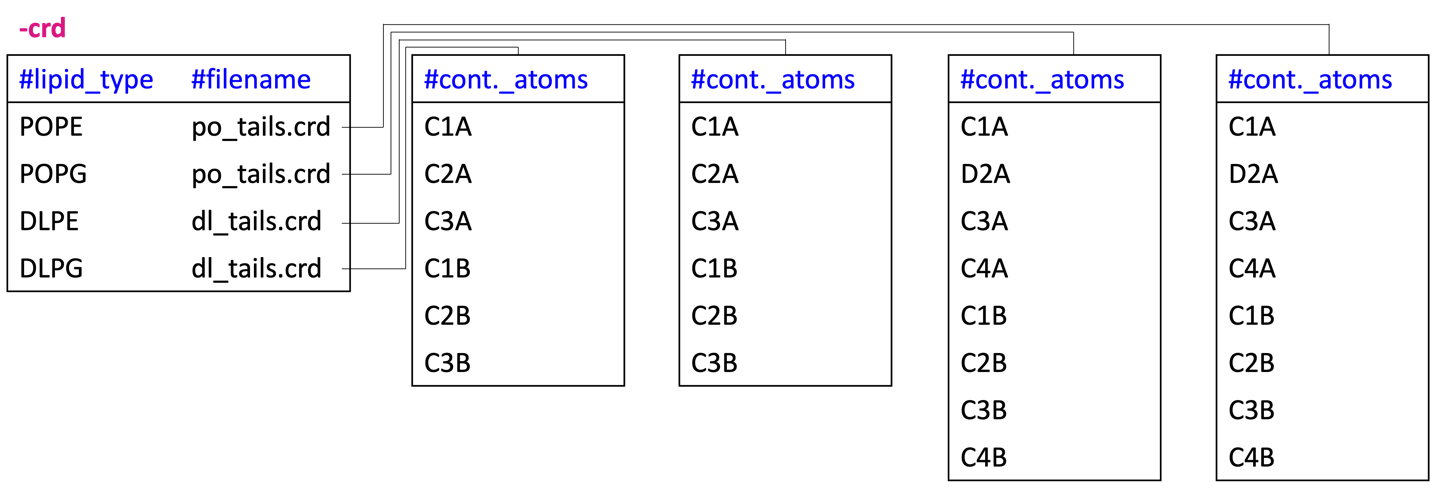 -crd
#lipid_type #filename
POPE po_tails.crd
POPG po_tails.crd
DLPE dl_tails.crd
DLPG dl_tails.crd
#cont._atoms
C1A
C2A
C3A
C1B
C2B
C3B
#cont._atoms
C1A
C2A
C3A
C1B
C2B
C3B
#cont._atoms
C1A
D2A
C3A
C4A
C1B
C2B
C3B
C4B
#cont._atoms
C1A
D2A
C3A
C4A
C1B
C2B
C3B
C4B